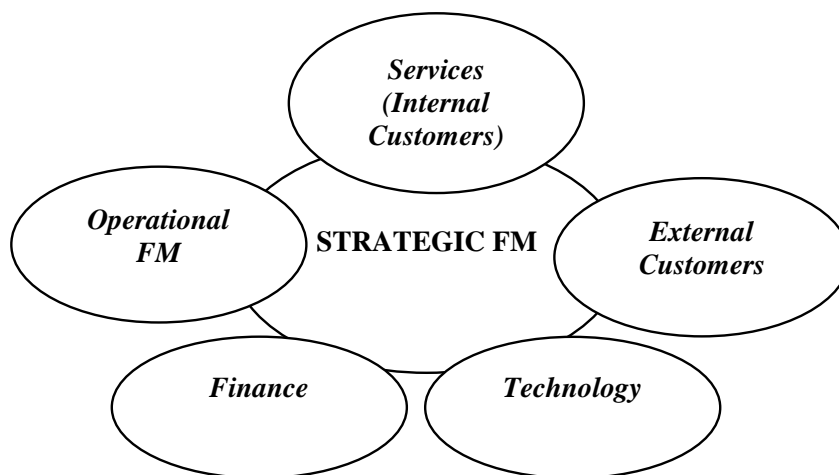 Services
(Internal
Customers)
Operational
FM
STRATEGIC FM
External
Customers
Finance
Technology